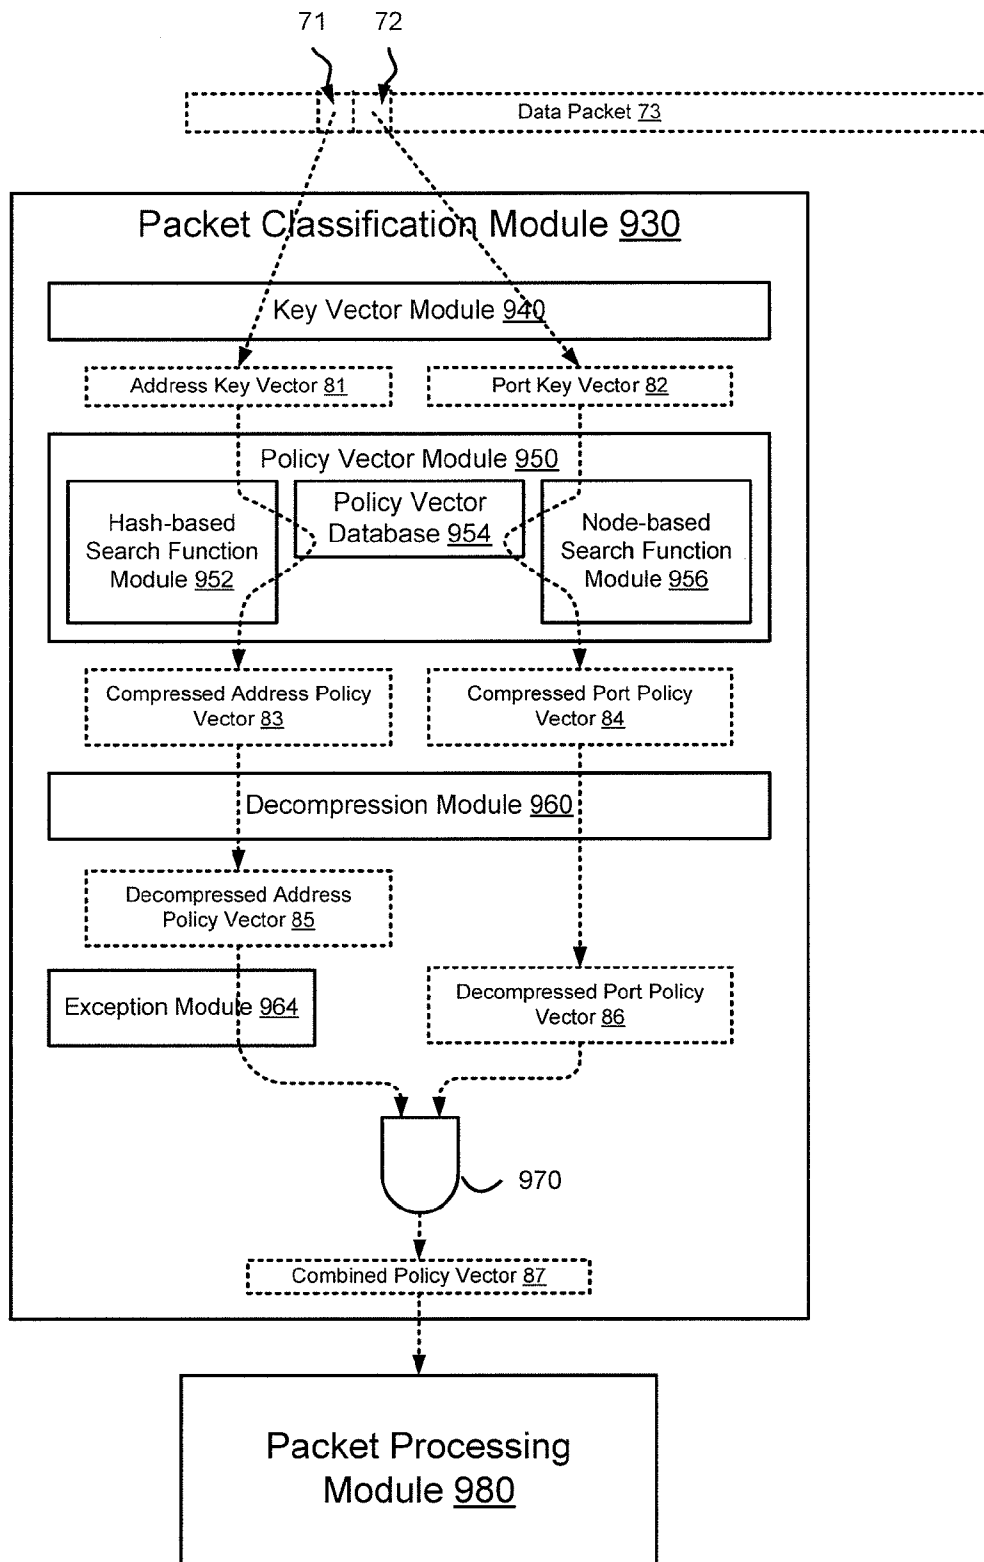 71
72
Data Packet 73
Packet Classification Module 930
Key Vector Module 940
Address Key Vector 81
Port Key Vector 82
Policy Vector Module 950
Hash-based
Search Function
Module 952
Policy Vector
Database 954
Node-based
Search Function
Module 956
Compressed Address Policy
Vector 83
Compressed Port Policy
Vector 84
Decompression Module 960
Decompressed Address
Policy Vector 85
Exception Module 964
Decompressed Port Policy
Vector 86
970
Combined Policy Vector 87
Packet Processing
Module 980